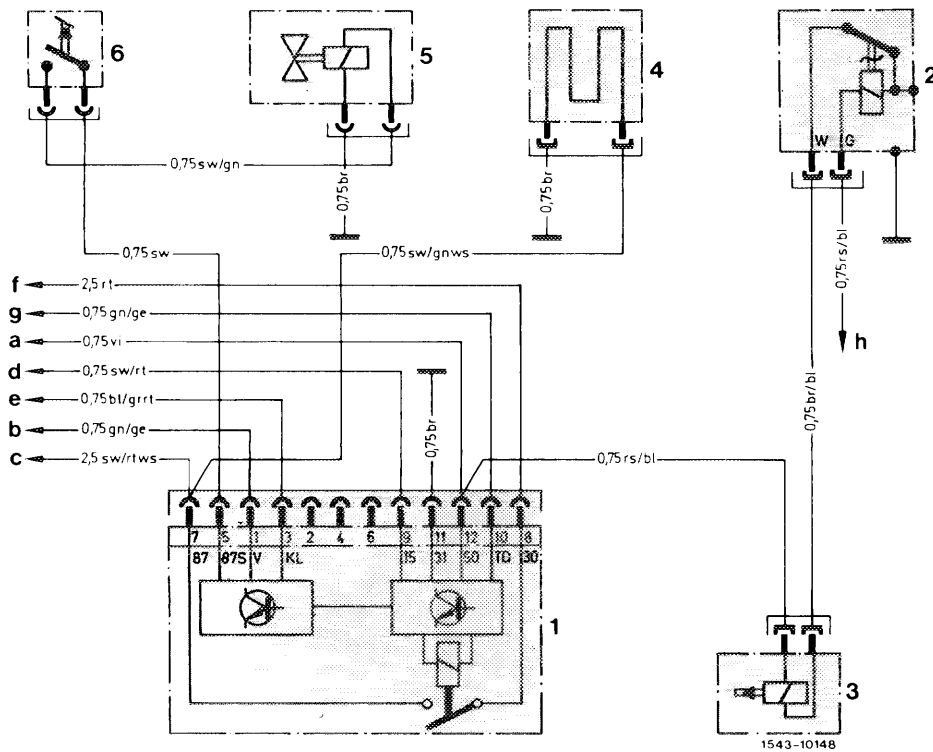 6
5
4
2
W G
0,75 sw/gn
0,75 br
0,75 br
0,75 sw
0,75 sw/gnws
0,75 rs/bl
f 2,5 rt
g 0,75 gn/ge
h
a 0,75 vi
d 0,75 sw/rt
e 0,75 bl/grrt
0,75 br
0,75 br/bl
b 0,75 gn/ge
c 2,5 sw/rtws
0,75 rs/bl
7 5 1 3 2 4 6 9 11 12 10 8
87 87S V KL 15 31 50 TD 30
1
3
1543-10148